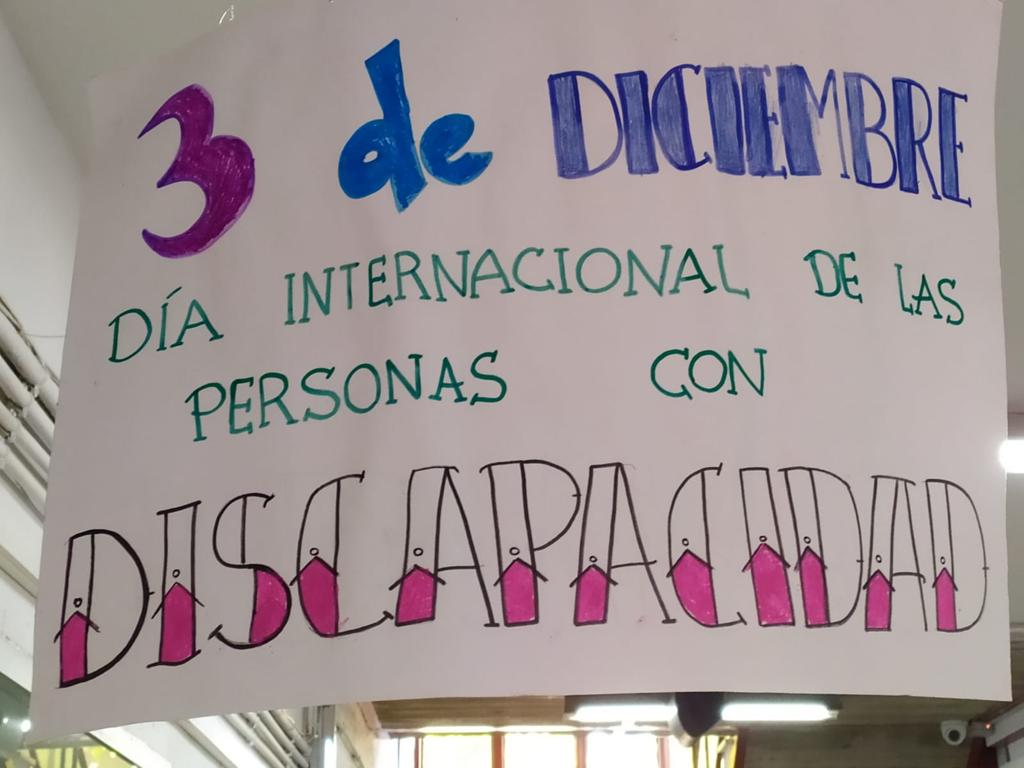 3 de DICIEMBRE
DÍA INTERNACIONAL DE LAS
PERSONAS CON
DISCAPACIDAD